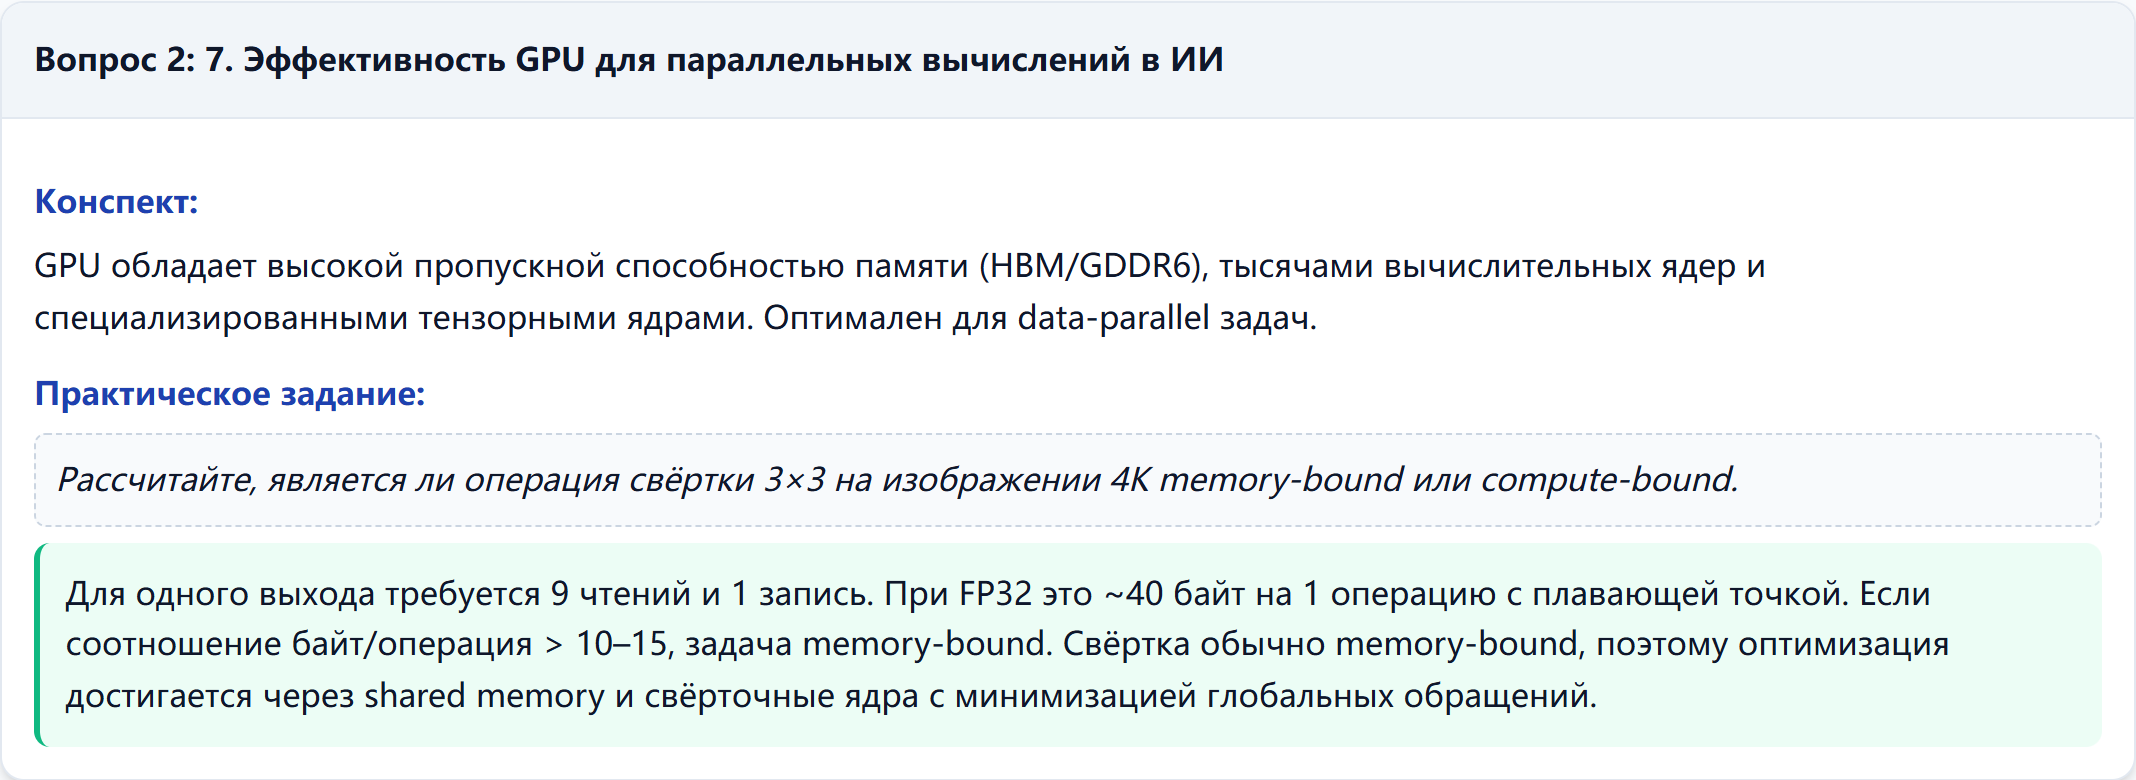 Вопрос 2: 7. Эффективность GPU для параллельных вычислений в ИИ
Конспект:
GPU обладает высокой пропускной способностью памяти (HBM/GDDR6), тысячами вычислительных ядер и
специализированными тензорными ядрами. Оптимален для data-parallel задач.
Практическое задание:
Рассчитайте, является ли операция свёртки 3×3 на изображении 4K memory-bound или compute-bound.
Для одного выхода требуется 9 чтений и 1 запись. При FP32 это ~40 байт на 1 операцию с плавающей точкой. Если
соотношение байт/операция > 10–15, задача memory-bound. Свёртка обычно memory-bound, поэтому оптимизация
достигается через shared memory и свёрточные ядра с минимизацией глобальных обращений.